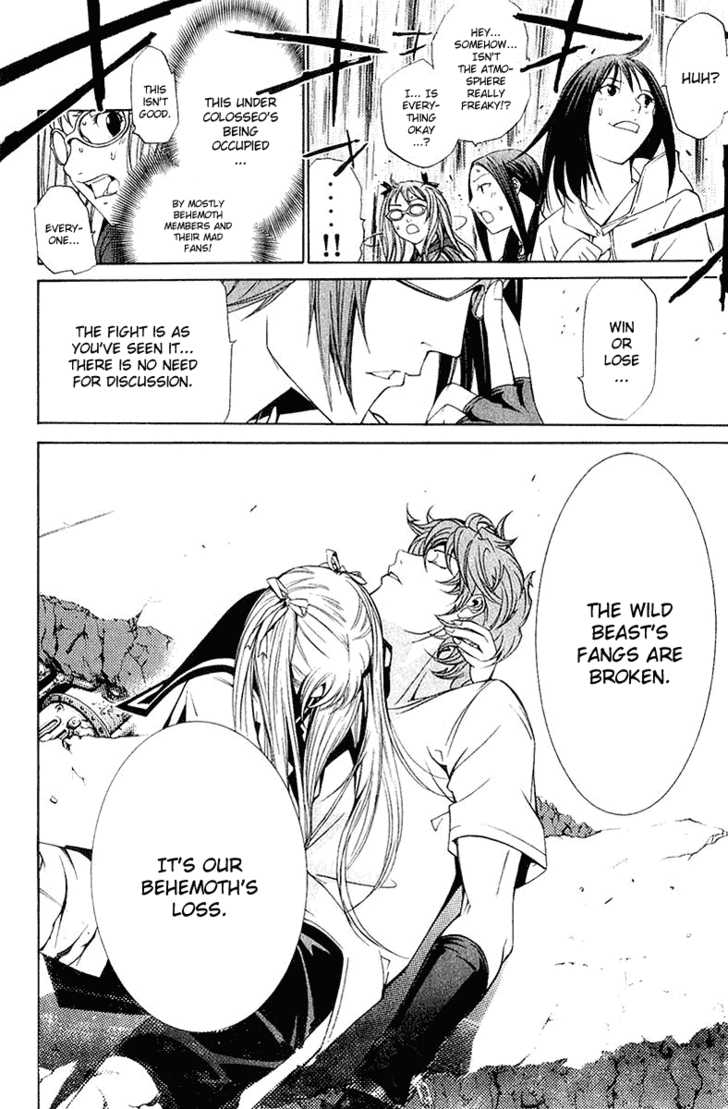 HUH?
HEY...
SOMEHOW...
ISN'T
THE ATMO-
SPHERE
REALLY
FREAKY!?
I... IS
EVERY-
THING
OKAY
...?
......!!
THIS UNDER
COLOSSEO'S
BEING
OCCUPIED
...
BY MOSTLY
BEHEMOTH
MEMBERS AND
THEIR MAD
FANS!
THIS
ISN'T
GOOD.
EVERY-
ONE...
WIN
OR
LOSE
...
THE FIGHT IS AS
YOU'VE SEEN IT...
THERE IS NO NEED
FOR DISCUSSION.
THE WILD
BEAST'S
FANGS ARE
BROKEN.
IT'S OUR
BEHEMOTH'S
LOSS.